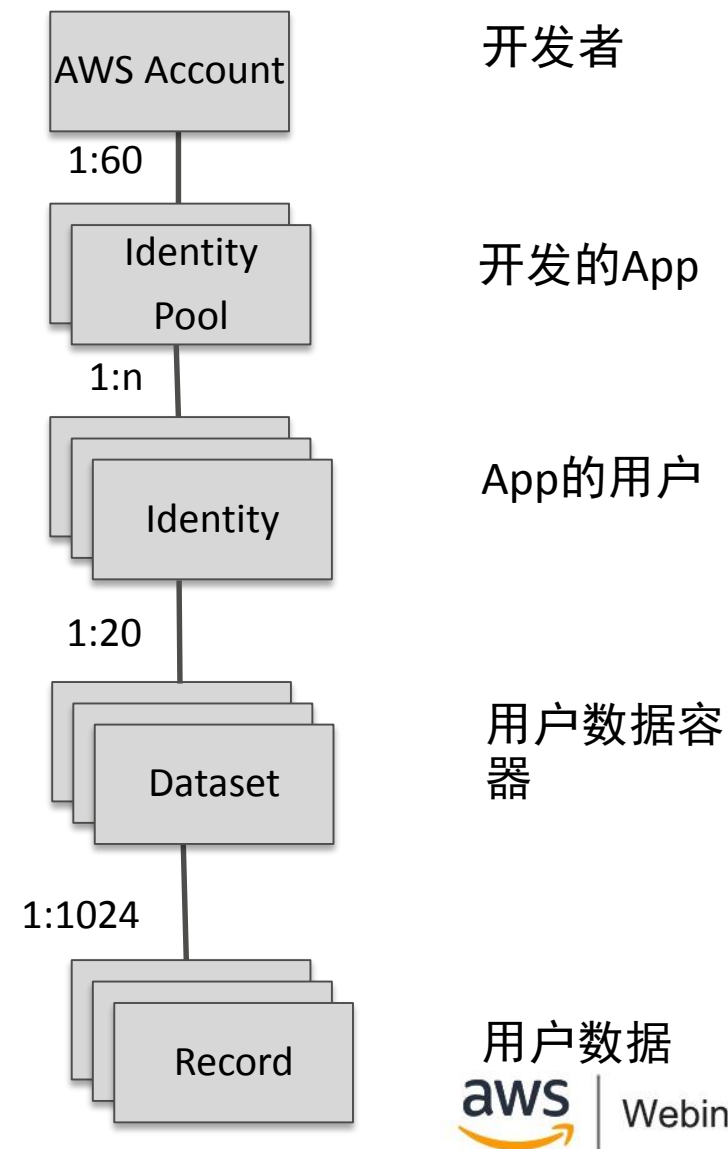 AWS Account
开发者
1:60
Identity
Pool
开发的App
1:n
Identity
App的用户
1:20
Dataset
用户数据容
器
1:1024
Record
用户数据
aws
Webin